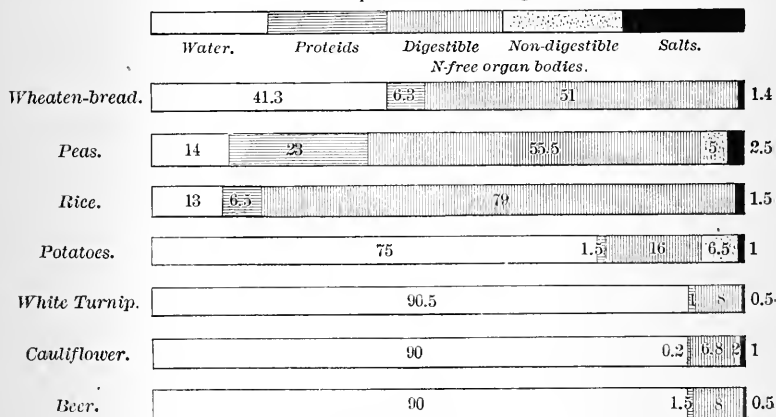 Water. Proteids Digestible Non-digestible Salts.
N-free organ bodies.
Wheaten-bread. 41.3 6.3 51 1.4
Peas. 14 23 55.5 5 2.5
Rice. 13 6.5 79 1.5
Potatoes. 75 1.5 16 6.5 1
White Turnip. 90.5 1 8 0.5
Cauliflower. 90 0.2 6.8 2 1
Beer. 90 1.5 8 0.5